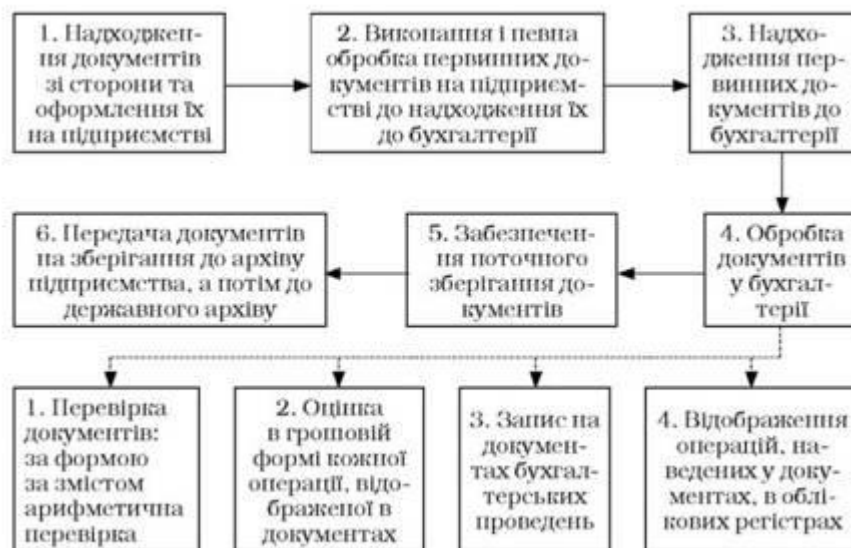 1. Надходжен-
ня документів
зі сторони та
оформлення їх
на підприємстві
2. Виконання і певна
обробка первинних до-
кументів на підприєм-
стві до надходження їх
до бухгалтерії
3. Надхо-
дження пер-
винних до-
кументів до
бухгалтерії
6. Передача документів
на зберігання до архіву
підприємства, а потім до
державного архіву
5. Забезпечен-
ня поточного
зберігання до-
кументів
4. Обробка
документів
у бухгал-
терії
1. Перевірка
документів:
за формою
за змістом
арифметична
перевірка
2. Оцінка
в грошовій
формі кожної
операції, відо-
браженої в
документах
3. Запис на
докумен-
тах бухгал-
терських
проведень
4. Відображення
операцій, на-
ведених у доку-
ментах, в облі-
кових регістрах